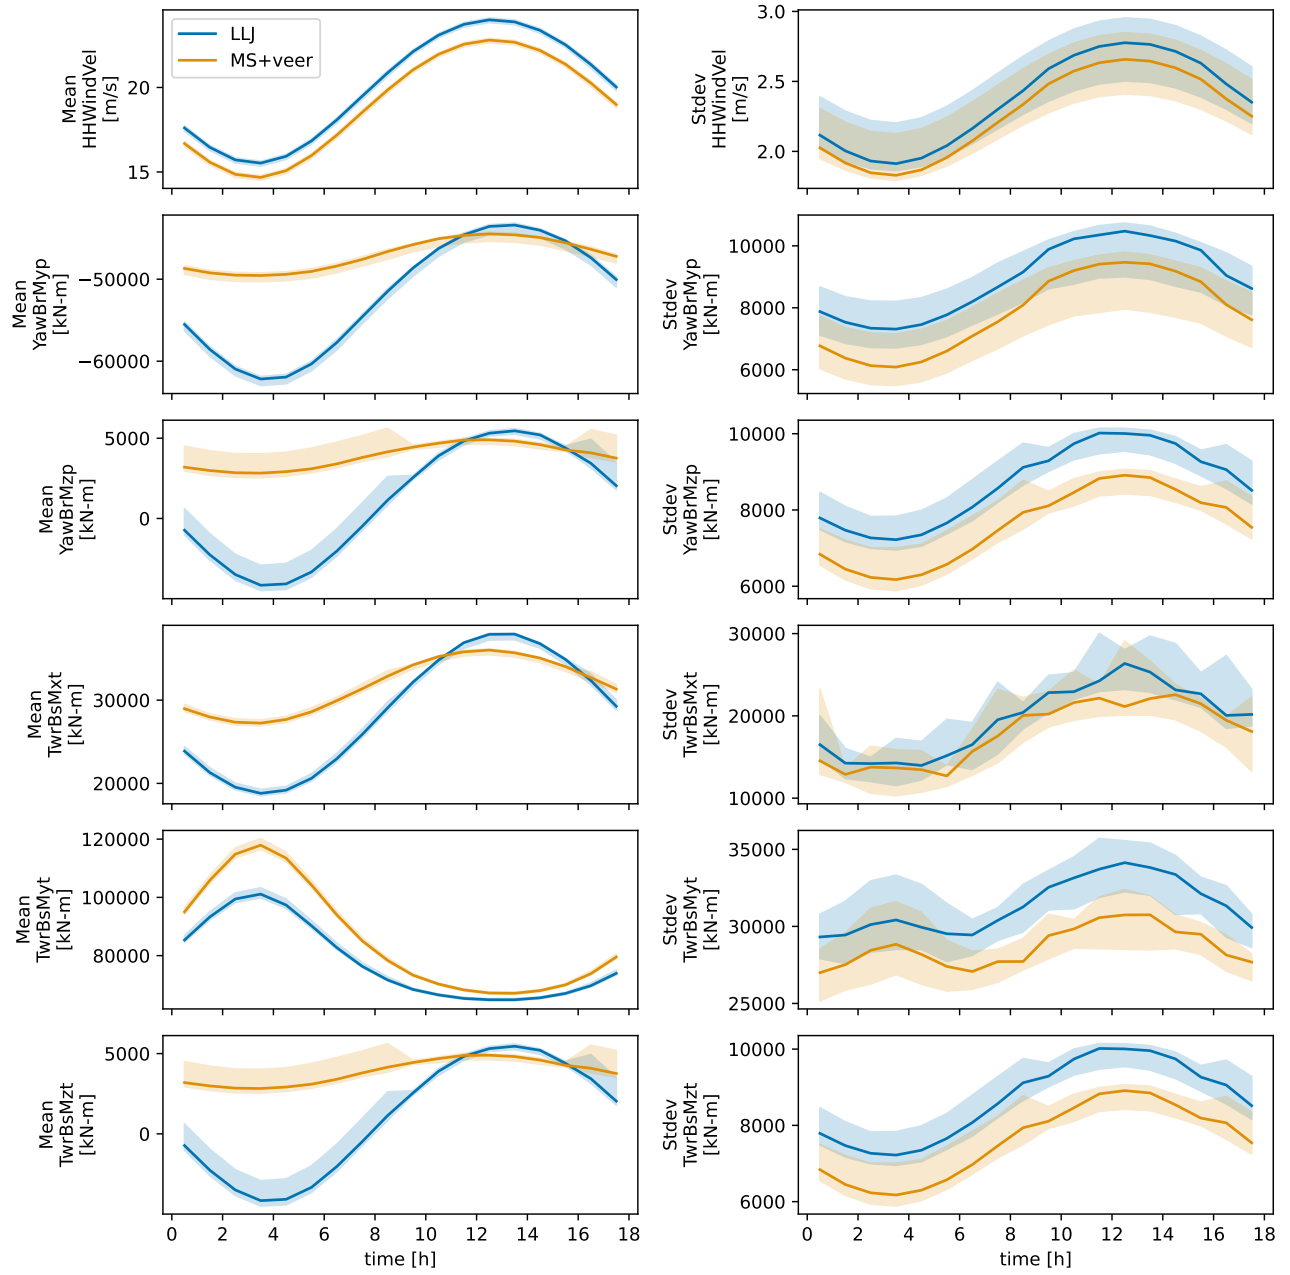 Mean
HHWindVel
[m/s]
20
15
LLJ
MS+veer
Stdev
HHWindVel
[m/s]
3.0
2.5
2.0
Mean
YawBrMyp
[kN-m]
−50000
−60000
Stdev
YawBrMyp
[kN-m]
10000
8000
6000
Mean
YawBrMzp
[kN-m]
5000
0
Stdev
YawBrMzp
[kN-m]
10000
8000
6000
Mean
TwrBsMxt
[kN-m]
30000
20000
Stdev
TwrBsMxt
[kN-m]
30000
20000
10000
Mean
TwrBsMyt
[kN-m]
120000
100000
80000
Stdev
TwrBsMyt
[kN-m]
35000
30000
25000
Mean
TwrBsMzt
[kN-m]
5000
0
Stdev
TwrBsMzt
[kN-m]
10000
8000
6000
0 2 4 6 8 10 12 14 16 18
time [h]
0 2 4 6 8 10 12 14 16 18
time [h]